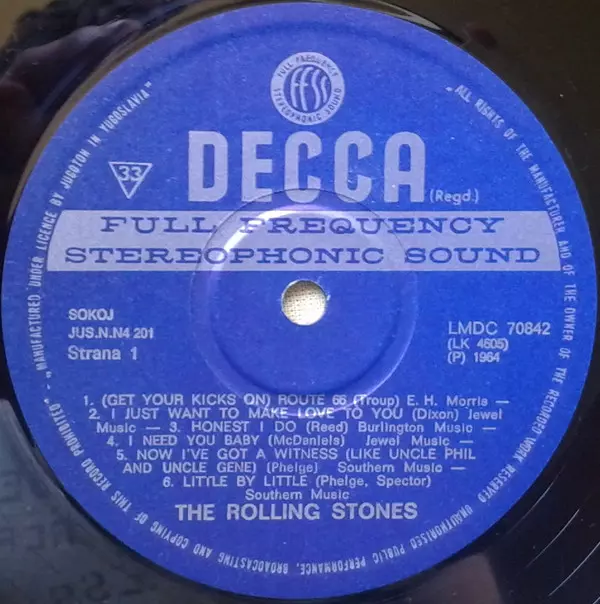 FULL FREQUENCY
FFSS
STEREOPHONIC SOUND
DECCA (Regd.)
33
FULL FREQUENCY
STEREOPHONIC SOUND
SOKOJ
JUS.N.N4 201
Strana 1
LMDC 70842
(LK 4605)
(P) 1964
1. (GET YOUR KICKS ON) ROUTE 66 (Troup) E. H. Morris —
2. I JUST WANT TO MAKE LOVE TO YOU (Dixon) Jewel
Music — 3. HONEST I DO (Reed) Burlington Music —
4. I NEED YOU BABY (McDaniels) Jewel Music —
5. NOW I'VE GOT A WITNESS (LIKE UNCLE PHIL
AND UNCLE GENE) (Phelge) Southern Music —
6. LITTLE BY LITTLE (Phelge, Spector)
Southern Music
THE ROLLING STONES
"ALL RIGHTS OF THE MANUFACTURER AND OF THE OWNER OF THE RECORDED WORK RESERVED UNAUTHORISED PUBLIC PERFORMANCE, BROADCASTING AND COPYING OF THIS RECORD PROHIBITED" - "MANUFACTURED UNDER LICENCE BY JUGOTON IN YUGOSLAVIA"